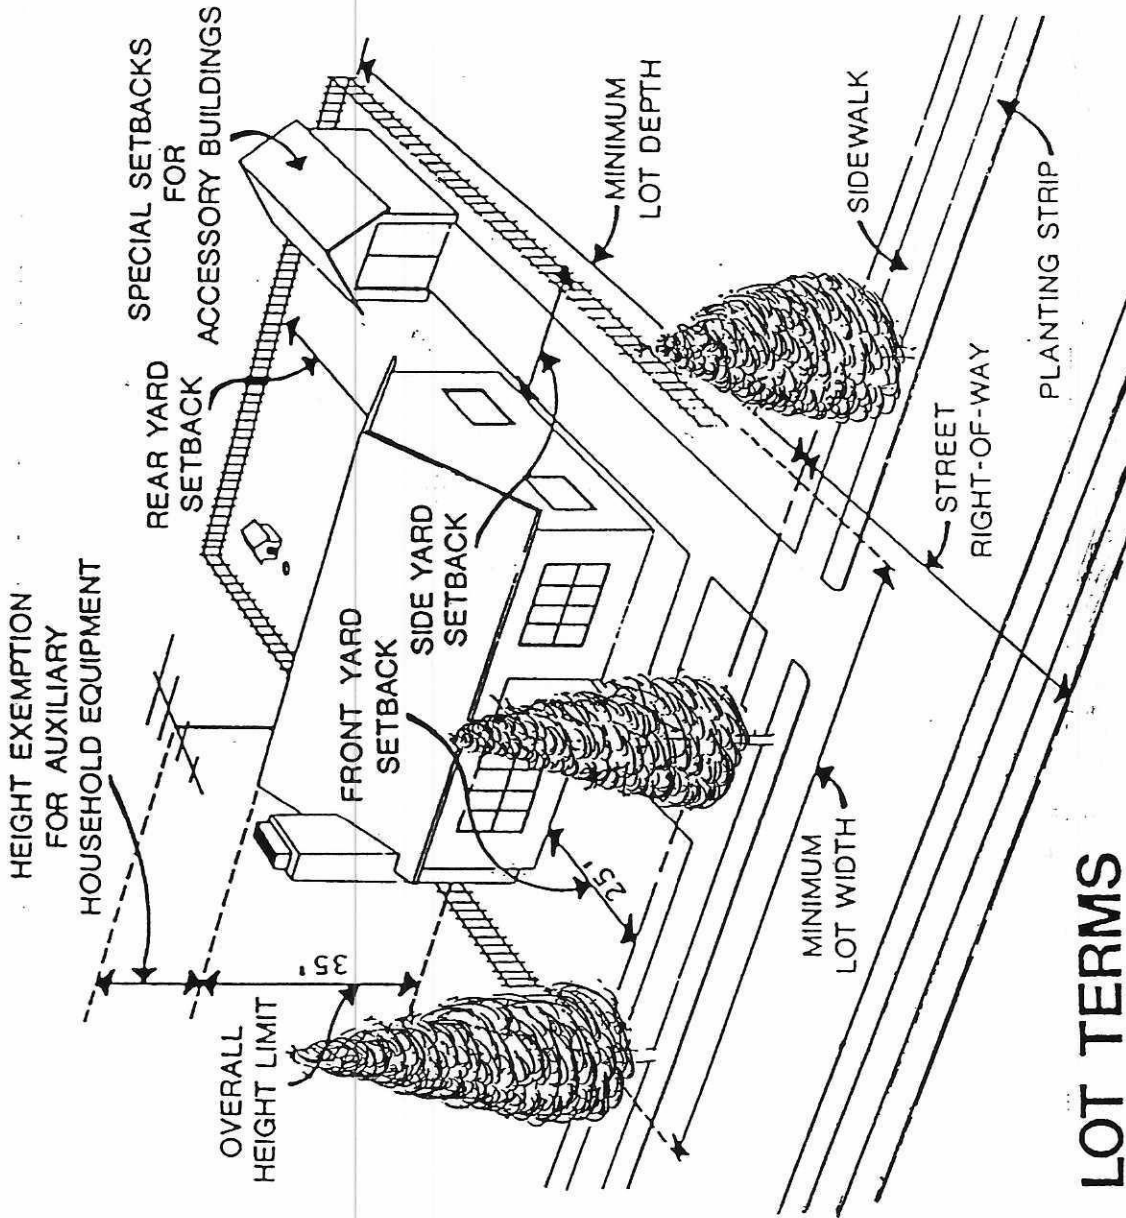 HEIGHT EXEMPTION
FOR AUXILIARY
HOUSEHOLD EQUIPMENT
SPECIAL SETBACKS
FOR
ACCESSORY BUILDINGS
REAR YARD
SETBACK
MINIMUM
LOT DEPTH
OVERALL
HEIGHT LIMIT
35'
FRONT YARD
SETBACK
SIDE YARD
SETBACK
25'
SIDEWALK
MINIMUM
LOT WIDTH
STREET
RIGHT-OF-WAY
PLANTING STRIP
LOT TERMS